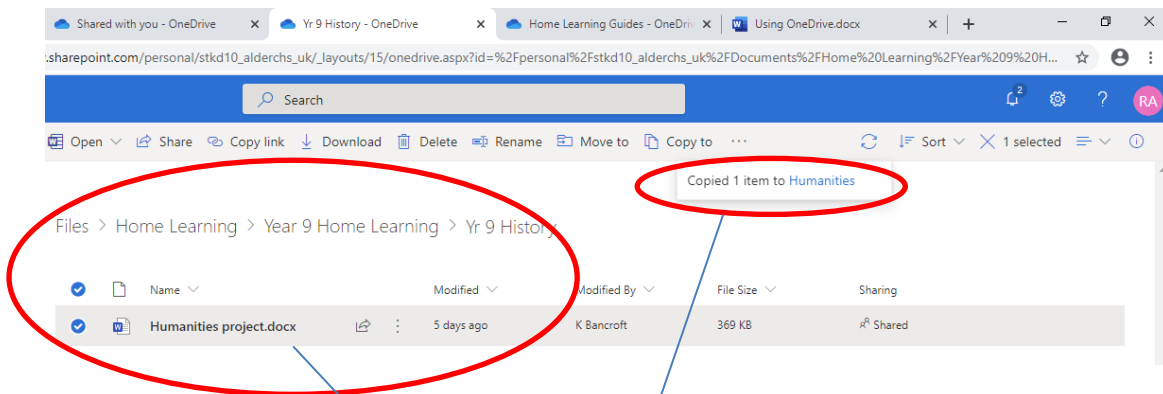 Shared with you - OneDrive Yr 9 History - OneDrive Home Learning Guides - OneDriv Using OneDrive.docx
.sharepoint.com/personal/stkd10_alderchs_uk/_layouts/15/onedrive.aspx?id=%2Fpersonal%2Fstkd10_alderchs_uk%2FDocuments%2FHome%20Learning%2FYear%209%20H...
Search 2 ? RA
Open Share Copy link Download Delete Rename Move to Copy to ... Sort 1 selected
Copied 1 item to Humanities
Files > Home Learning > Year 9 Home Learning > Yr 9 History
Name Modified Modified By File Size Sharing
Humanities project.docx 5 days ago K Bancroft 369 KB Shared